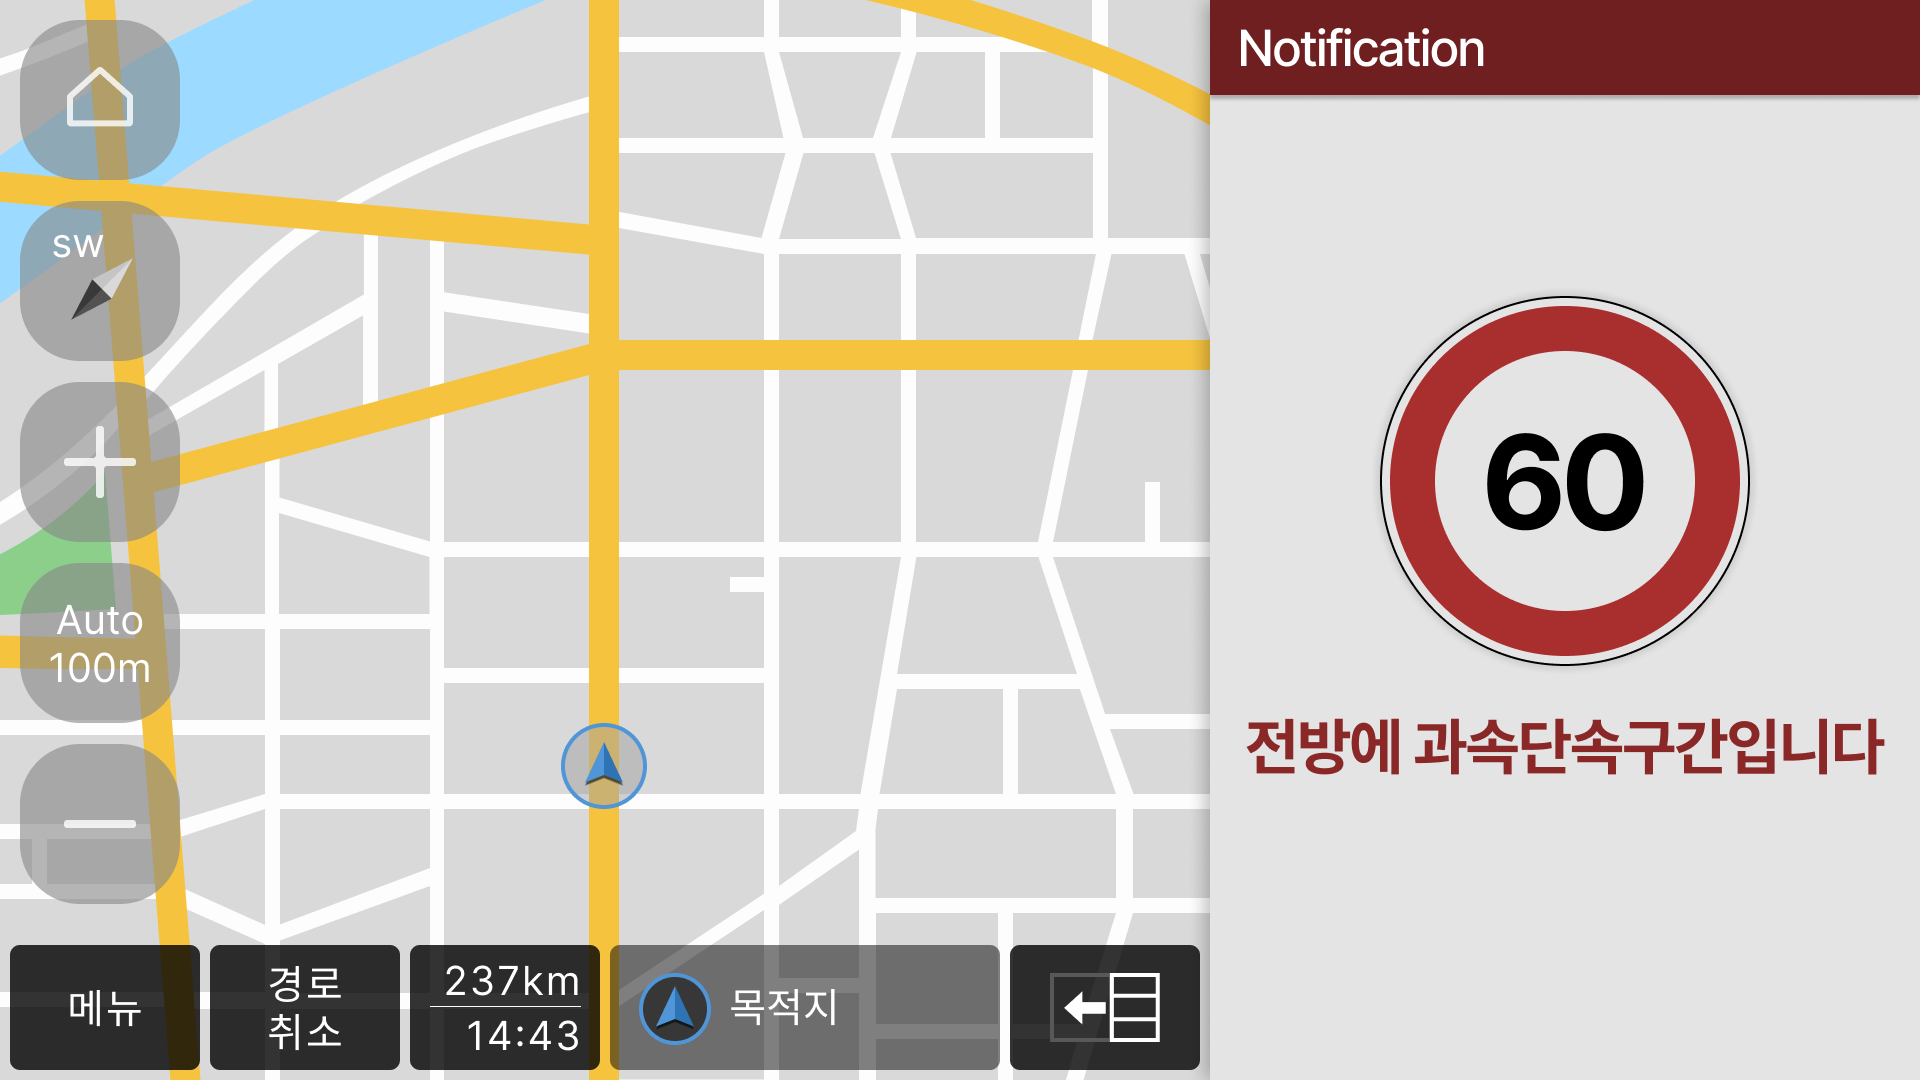 SW
Auto
100m
메뉴
경로
취소
237km
14:43
목적지
Notification
60
전방에 과속단속구간입니다